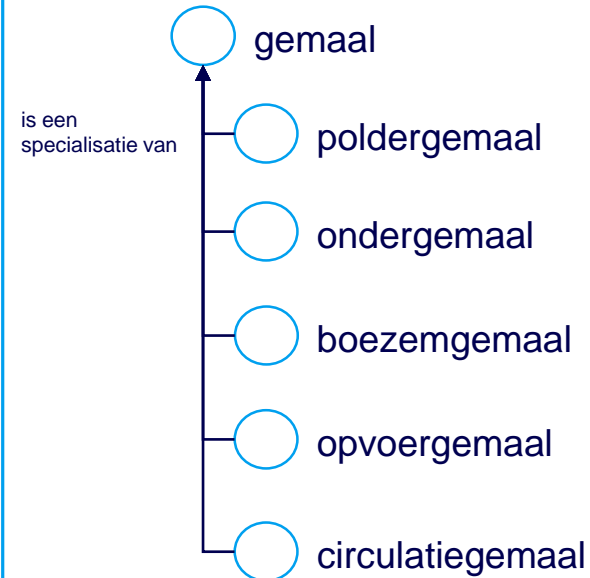 gemaal
is een
specialisatie van
poldergemaal
ondergemaal
boezemgemaal
opvoergemaal
circulatiegemaal